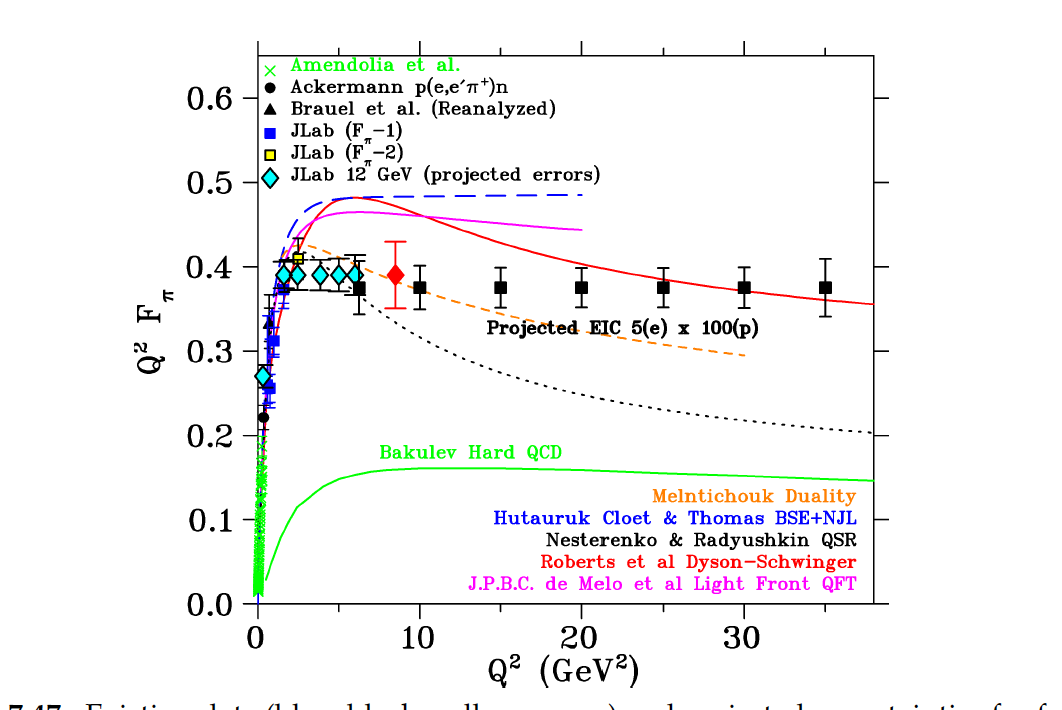 Amendolia et al.
Ackermann p(e,e′π⁺)n
Brauel et al. (Reanalyzed)
JLab (Fπ−1)
JLab (Fπ−2)
JLab 12 GeV (projected errors)
0.6
0.5
0.4
0.3
0.2
0.1
0.0
Q² Fπ
Projected EIC 5(e) x 100(p)
Bakulev Hard QCD
Melntichouk Duality
Hutauruk Cloet & Thomas BSE+NJL
Nesterenko & Radyushkin QSR
Roberts et al Dyson−Schwinger
J.P.B.C. de Melo et al Light Front QFT
0 10 20 30
Q² (GeV²)